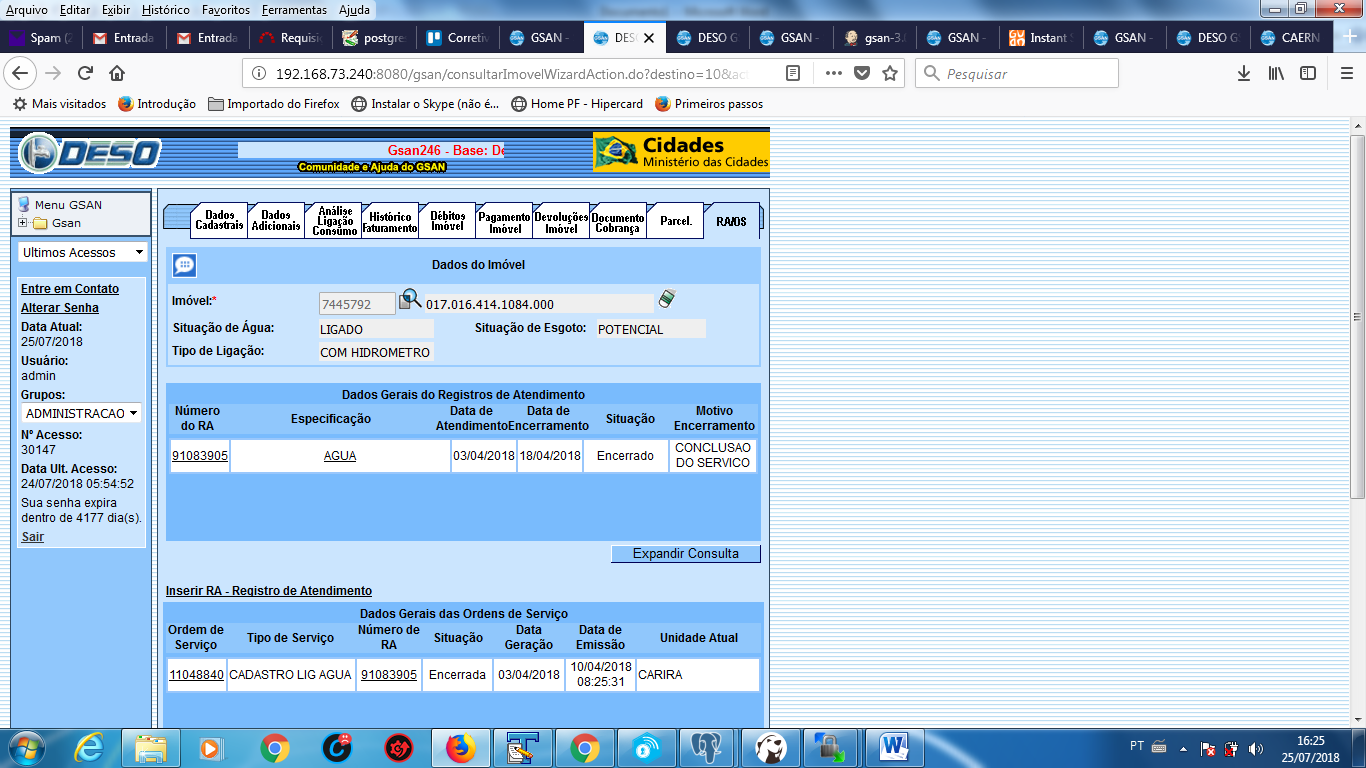 Arquivo Editar Exibir Histórico Favoritos Ferramentas Ajuda
Spam (2 Entrada Entrada Requisi postgre Corretiv GSAN - DESO DESO G GSAN - gsan-3. GSAN - Instant S GSAN - DESO GS CAERN
192.168.73.240:8080/gsan/consultarImovelWizardAction.do?destino=10&ac
Pesquisar
Mais visitados Introdução Importado do Firefox Instalar o Skype (não é... Home PF - Hipercard Primeiros passos
DESO
Gsan246 - Base: De
Comunidade e Ajuda do GSAN
Cidades
Ministério das Cidades
Menu GSAN
Gsan
Ultimos Acessos
Entre em Contato
Alterar Senha
Data Atual:
25/07/2018
Usuário:
admin
Grupos:
ADMINISTRACAO
N° Acesso:
30147
Data Ult. Acesso:
24/07/2018 05:54:52
Sua senha expira
dentro de 4177 dia(s).
Sair
Dados Cadastrais
Dados Adicionais
Análise Ligação Consumo
Histórico Faturamento
Débitos Imóvel
Pagamento Imóvel
Devoluções Imóvel
Documento Cobrança
Parcel.
RA/OS
Dados do Imóvel
Imóvel:* 7445792 017.016.414.1084.000
Situação de Água: LIGADO Situação de Esgoto: POTENCIAL
Tipo de Ligação: COM HIDROMETRO
Dados Gerais do Registros de Atendimento
Número do RA Especificação Data de Atendimento Data de Encerramento Situação Motivo Encerramento
91083905 AGUA 03/04/2018 18/04/2018 Encerrado CONCLUSAO DO SERVICO
Expandir Consulta
Inserir RA - Registro de Atendimento
Dados Gerais das Ordens de Serviço
Ordem de Serviço Tipo de Serviço Número de RA Situação Data Geração Data de Emissão Unidade Atual
11048840 CADASTRO LIG AGUA 91083905 Encerrada 03/04/2018 10/04/2018 08:25:31 CARIRA
PT
16:25
25/07/2018